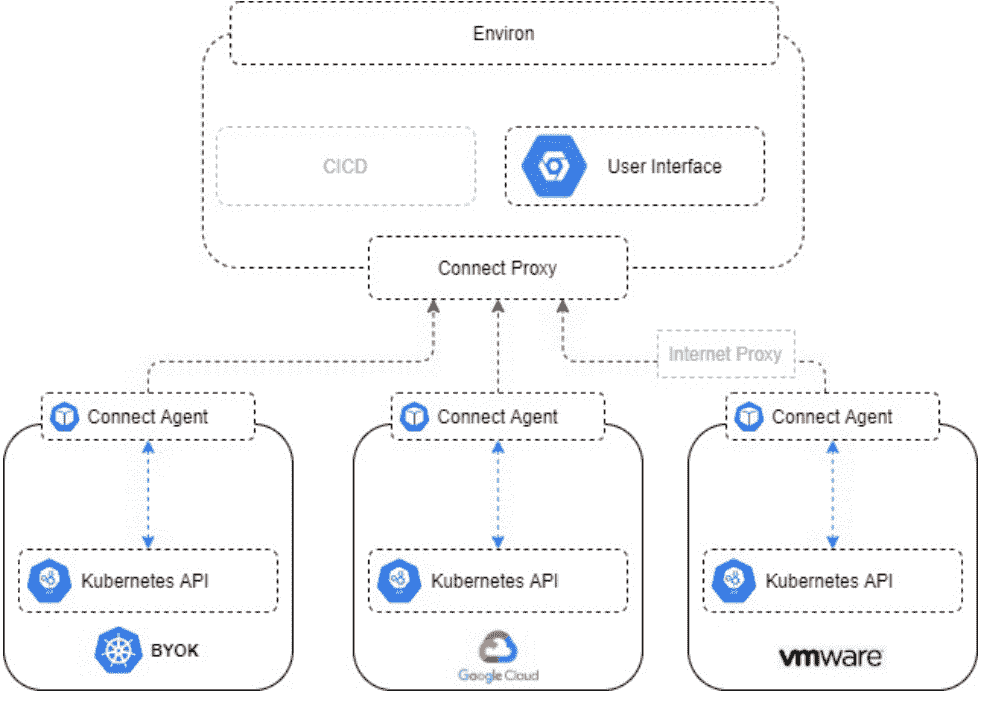 Environ
CICD
User Interface
Connect Proxy
Internet Proxy
Connect Agent
Connect Agent
Connect Agent
Kubernetes API
Kubernetes API
Kubernetes API
BYOK
Google Cloud
vmware